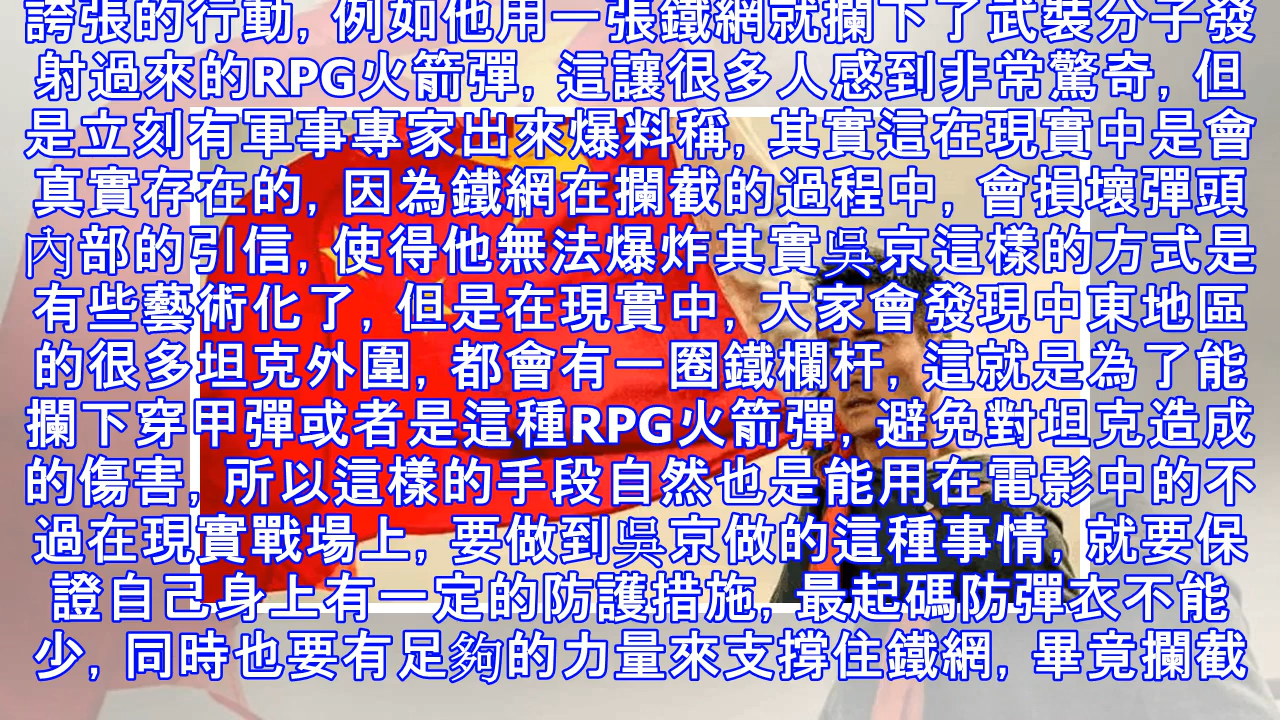 誇張的行動, 例如他用一張鐵網就攔下了武裝分子發
射過來的RPG火箭彈, 這讓很多人感到非常驚奇, 但
是立刻有軍事專家出來爆料稱, 其實這在現實中是會
真實存在的, 因為鐵網在攔截的過程中, 會損壞彈頭
內部的引信, 使得他無法爆炸其實吳京這樣的方式是
有些藝術化了, 但是在現實中, 大家會發現中東地區
的很多坦克外圍, 都會有一圈鐵欄杆, 這就是為了能
攔下穿甲彈或者是這種RPG火箭彈, 避免對坦克造成
的傷害, 所以這樣的手段自然也是能用在電影中的不
過在現實戰場上, 要做到吳京做的這種事情, 就要保
證自己身上有一定的防護措施, 最起碼防彈衣不能
少, 同時也要有足夠的力量來支撐住鐵網, 畢竟攔截